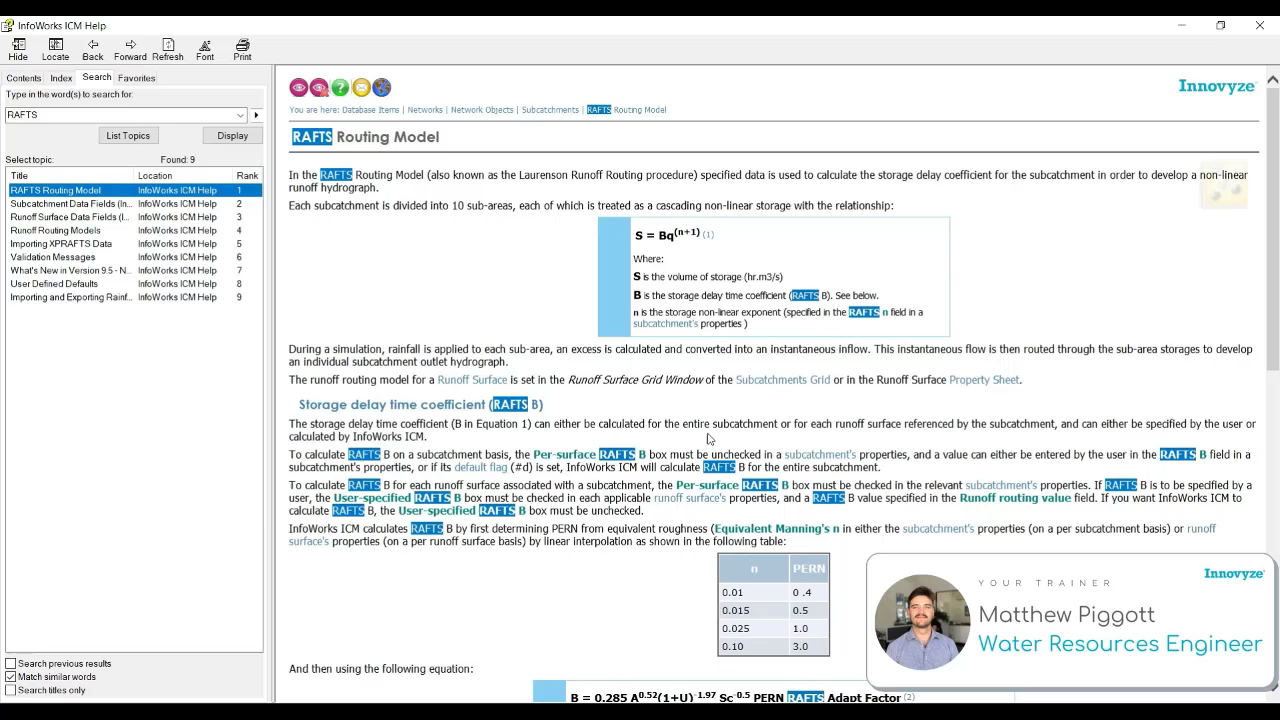 InfoWorks ICM Help
Hide Locate Back Forward Refresh Font Print
Contents Index Search Favorites
Type in the word(s) to search for:
RAFTS
List Topics Display
Select topic: Found: 9
Title Location Rank
RAFTS Routing Model InfoWorks ICM Help 1
Subcatchment Data Fields (In... InfoWorks ICM Help 2
Runoff Surface Data Fields (I... InfoWorks ICM Help 3
Runoff Routing Models InfoWorks ICM Help 4
Importing XPRAFTS Data InfoWorks ICM Help 5
Validation Messages InfoWorks ICM Help 6
What's New in Version 9.5 - N... InfoWorks ICM Help 7
User Defined Defaults InfoWorks ICM Help 8
Importing and Exporting Rainf... InfoWorks ICM Help 9
Search previous results
Match similar words
Search titles only
Innovyze
You are here: Database Items | Networks | Network Objects | Subcatchments | RAFTS Routing Model
RAFTS Routing Model
In the RAFTS Routing Model (also known as the Laurenson Runoff Routing procedure) specified data is used to calculate the storage delay coefficient for the subcatchment in order to develop a non-linear
runoff hydrograph.
Each subcatchment is divided into 10 sub-areas, each of which is treated as a cascading non-linear storage with the relationship:
S = Bq(n+1) (1)
Where:
S is the volume of storage (hr.m3/s)
B is the storage delay time coefficient (RAFTS B). See below.
n is the storage non-linear exponent (specified in the RAFTS n field in a
subcatchment's properties )
During a simulation, rainfall is applied to each sub-area, an excess is calculated and converted into an instantaneous inflow. This instantaneous flow is then routed through the sub-area storages to develop
an individual subcatchment outlet hydrograph.
The runoff routing model for a Runoff Surface is set in the Runoff Surface Grid Window of the Subcatchments Grid or in the Runoff Surface Property Sheet.
Storage delay time coefficient (RAFTS B)
The storage delay time coefficient (B in Equation 1) can either be calculated for the entire subcatchment or for each runoff surface referenced by the subcatchment, and can either be specified by the user or
calculated by InfoWorks ICM.
To calculate RAFTS B on a subcatchment basis, the Per-surface RAFTS B box must be unchecked in a subcatchment's properties, and a value can either be entered by the user in the RAFTS B field in a
subcatchment's properties, or if its default flag (#d) is set, InfoWorks ICM will calculate RAFTS B for the entire subcatchment.
To calculate RAFTS B for each runoff surface associated with a subcatchment, the Per-surface RAFTS B box must be checked in the relevant subcatchment's properties. If RAFTS B is to be specified by a
user, the User-specified RAFTS B box must be checked in each applicable runoff surface's properties, and a RAFTS B value specified in the Runoff routing value field. If you want InfoWorks ICM to
calculate RAFTS B, the User-specified RAFTS B box must be unchecked.
InfoWorks ICM calculates RAFTS B by first determining PERN from equivalent roughness (Equivalent Manning's n in either the subcatchment's properties (on a per subcatchment basis) or runoff
surface's properties (on a per runoff surface basis) by linear interpolation as shown in the following table:
n PERN
0.01 0 .4
0.015 0.5
0.025 1.0
0.10 3.0
And then using the following equation:
B = 0.285 A0.52(1+U)-1.97 Sc-0.5 PERN RAFTS Adapt Factor (2)
Innovyze
YOUR TRAINER
Matthew Piggott
Water Resources Engineer